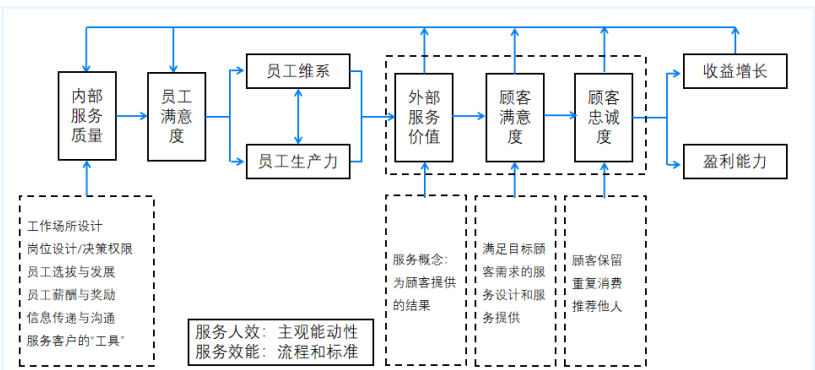 员工维系
收益增长
内部
服务
质量
员工
满意
度
外部
服务
价值
顾客
满意
度
顾客
忠诚
度
员工生产力
盈利能力
工作场所设计
岗位设计/决策权限
员工选拔与发展
员工薪酬与奖励
信息传递与沟通
服务客户的“工具”
服务概念:
为顾客提供
的结果
满足目标顾
客需求的服
务设计和服
务提供
顾客保留
重复消费
推荐他人
服务人效：主观能动性
服务效能：流程和标准